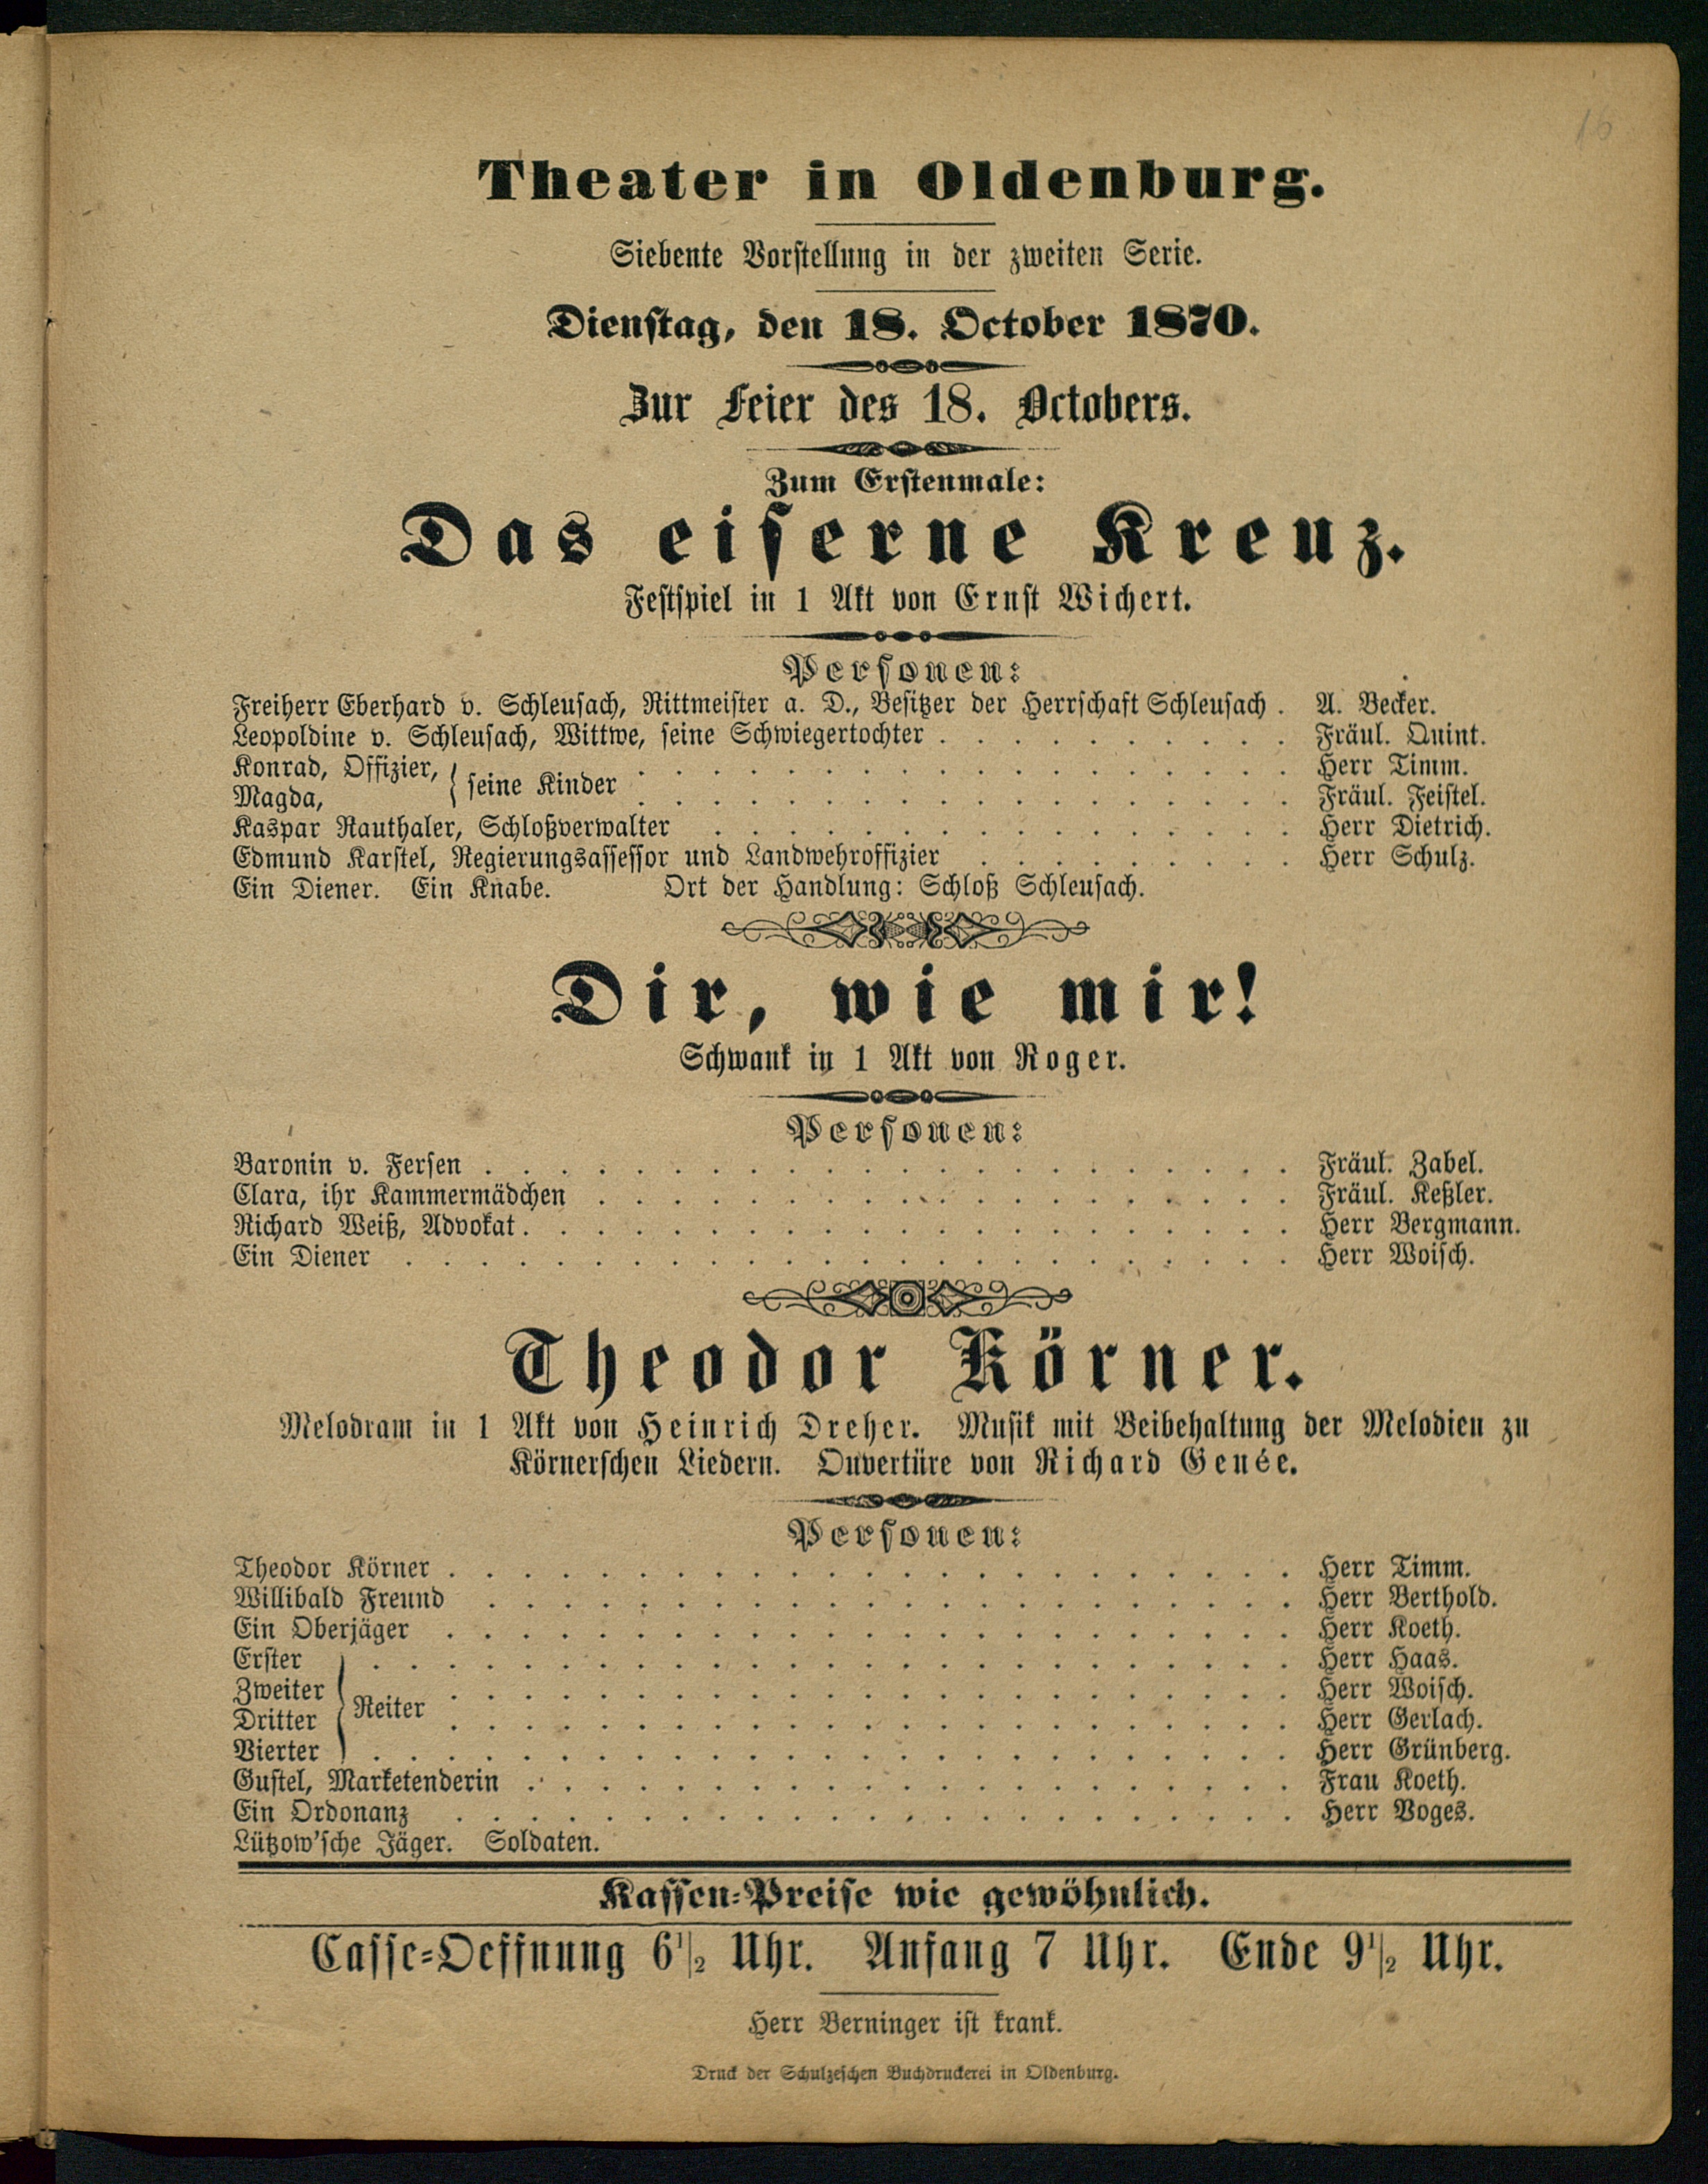 16
Theater in Oldenburg.
Siebente Vorstellung in der zweiten Serie.
Dienstag, den 18. October 1870.
Zur Feier des 18. Octobers.
Zum Erstenmale:
Das eiserne Kreuz.
Festspiel in 1 Akt von Ernst Wichert.
Personen:
Freiherr Eberhard v. Schleusach, Rittmeister a. D., Besitzer der Herrschaft Schleusach . A. Becker.
Leopoldine v. Schleusach, Wittwe, seine Schwiegertochter . . . . . . . . . . Fräul. Quint.
Konrad, Offizier, . . . . . . . . . . . . . . . . . . Herr Timm.
seine Kinder
Magda, . . . . . . . . . . . . . . . . . . Fräul. Feistel.
Kaspar Rauthaler, Schloßverwalter . . . . . . . . . . . . . . . . Herr Dietrich.
Edmund Karstel, Regierungsassessor und Landwehroffizier . . . . . . . . . Herr Schulz.
Ein Diener. Ein Knabe. Ort der Handlung: Schloß Schleusach.
Dir, wie mir!
Schwank in 1 Akt von Roger.
Personen:
Baronin v. Fersen . . . . . . . . . . . . . . . . . . . . . . Fräul. Zabel.
Clara, ihr Kammermädchen . . . . . . . . . . . . . . . . . . . Fräul. Keßler.
Richard Weiß, Advokat . . . . . . . . . . . . . . . . . . . . . Herr Bergmann.
Ein Diener . . . . . . . . . . . . . . . . . . . . . . . . Herr Woisch.
Theodor Körner.
Melodram in 1 Akt von Heinrich Dreher. Musik mit Beibehaltung der Melodien zu
Körnerschen Liedern. Ouvertüre von Richard Genée.
Personen:
Theodor Körner . . . . . . . . . . . . . . . . . . . . . . . Herr Timm.
Willibald Freund . . . . . . . . . . . . . . . . . . . . . . Herr Berthold.
Ein Oberjäger . . . . . . . . . . . . . . . . . . . . . . . Herr Koeth.
Erster . . . . . . . . . . . . . . . . . . . . . . . . . Herr Haas.
Zweiter . . . . . . . . . . . . . . . . . . . . . . . Herr Woisch.
Reiter
Dritter . . . . . . . . . . . . . . . . . . . . . . . Herr Gerlach.
Vierter . . . . . . . . . . . . . . . . . . . . . . . . . Herr Grünberg.
Gustel, Marketenderin . . . . . . . . . . . . . . . . . . . . . Frau Koeth.
Ein Ordonanz . . . . . . . . . . . . . . . . . . . . . . . Herr Voges.
Lützow'sche Jäger. Soldaten.
Kassen-Preise wie gewöhnlich.
Casse-Oeffnung 6½ Uhr. Anfang 7 Uhr. Ende 9½ Uhr.
Herr Berninger ist krank.
Druck der Schulzeschen Buchdruckerei in Oldenburg.